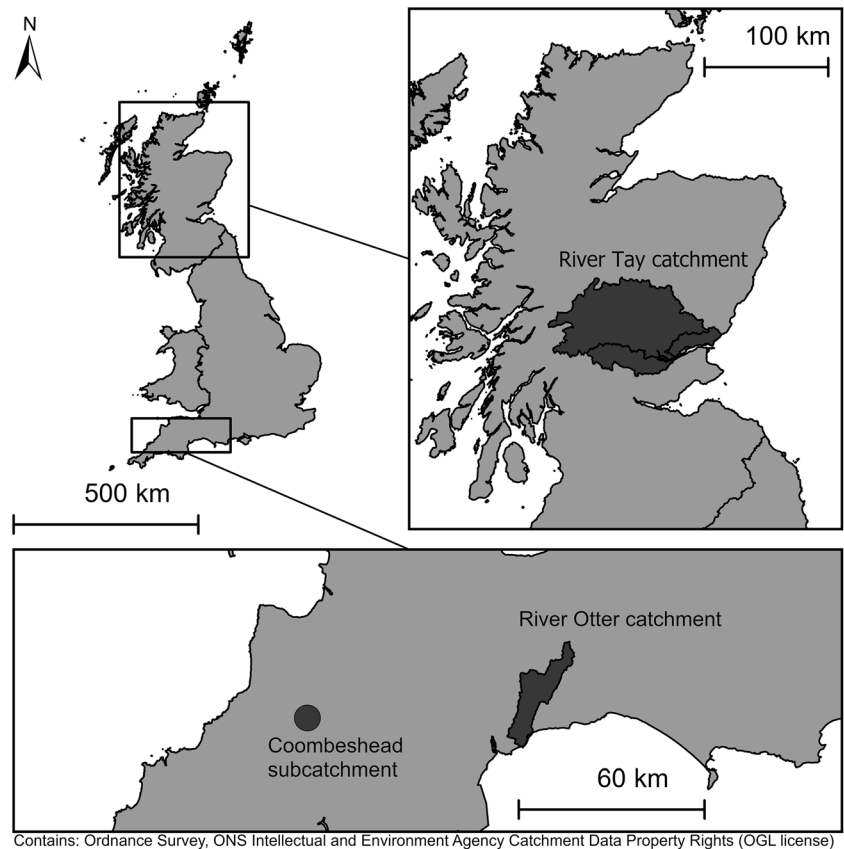 N
100 km
River Tay catchment
500 km
River Otter catchment
Coombeshead
subcatchment
60 km
Contains: Ordnance Survey, ONS Intellectual and Environment Agency Catchment Data Property Rights (OGL license)